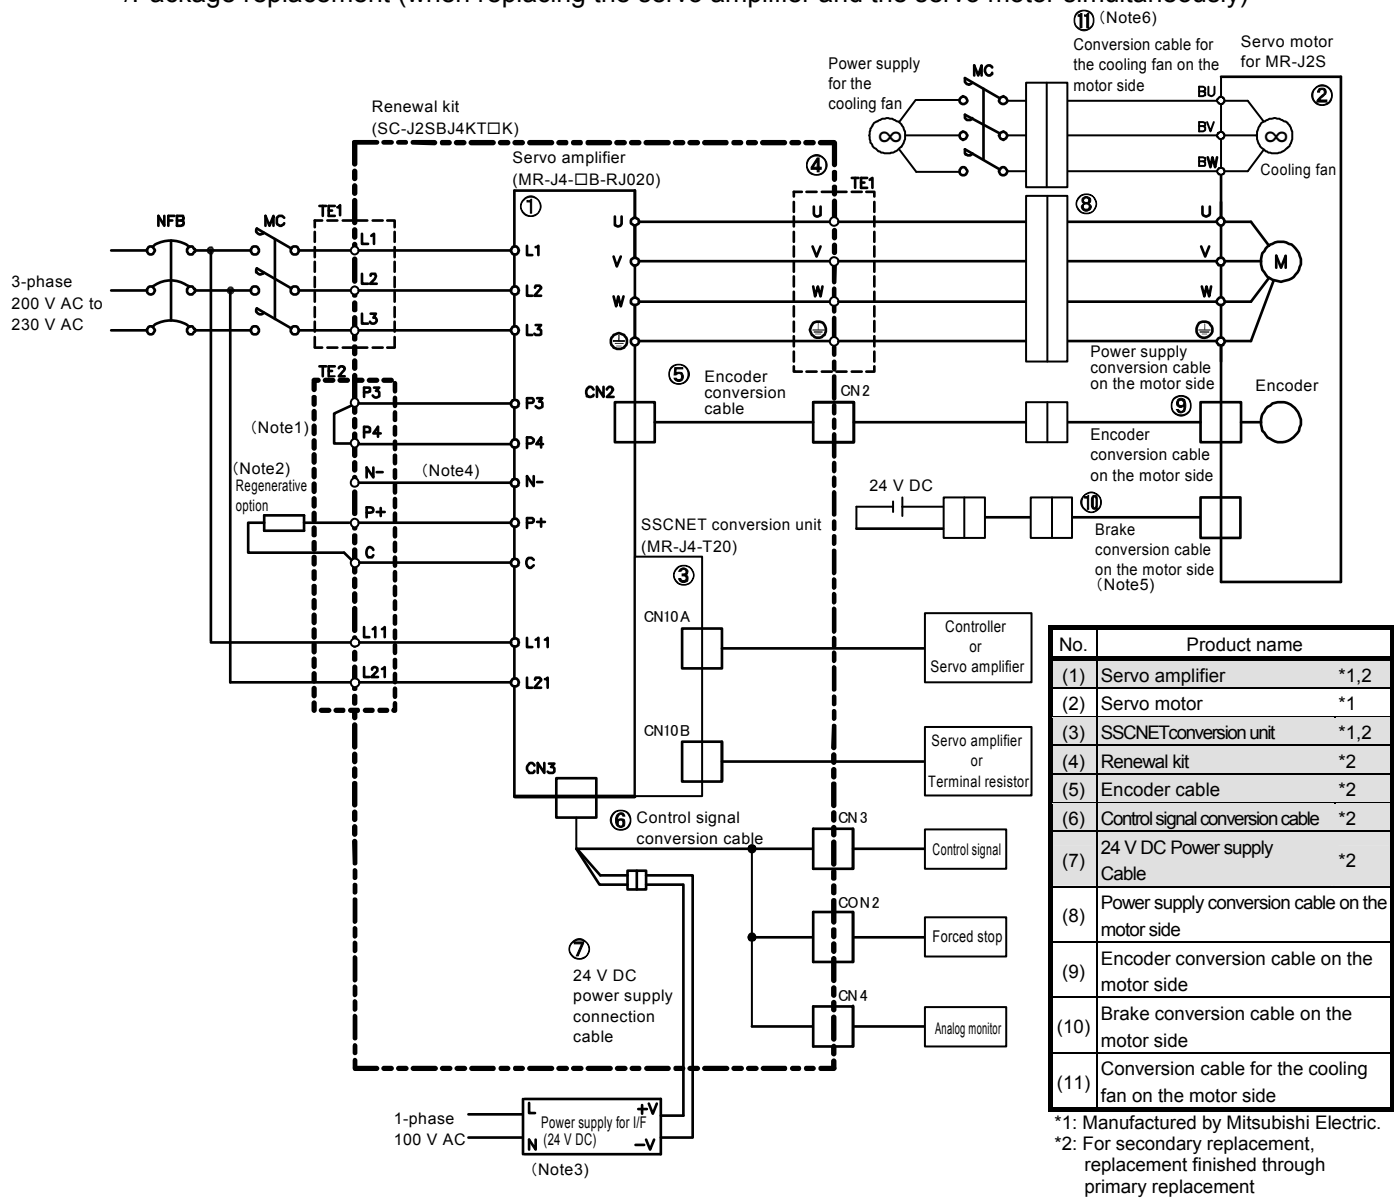 ⑪ (Note6)
Conversion cable for
the cooling fan on the
motor side
Servo motor
for MR-J2S
Power supply
for the
cooling fan
MC
BU
BV
BW
②
Cooling fan
Renewal kit
(SC-J2SBJ4KT□K)
Servo amplifier
(MR-J4-□B-RJ020)
①
④
TE1
⑧
NFB
MC
TE1
L1
L2
L3
L1
L2
L3
U
V
W
U
V
W
U
V
W
M
3-phase
200 V AC to
230 V AC
Power supply
conversion cable
on the motor side
TE2
P3
P4
N-
P+
C
L11
L21
P3
P4
N-
P+
C
L11
L21
(Note1)
(Note2)
Regenerative
option
(Note4)
CN2
⑤ Encoder
conversion
cable
CN2
⑨
Encoder
Encoder
conversion cable
on the motor side
24 V DC
⑩
Brake
conversion cable
on the motor side
(Note5)
SSCNET conversion unit
(MR-J4-T20)
③
CN10A
Controller
or
Servo amplifier
CN10B
Servo amplifier
or
Terminal resistor
CN3
⑥ Control signal
conversion cable
CN3
Control signal
CON2
Forced stop
CN4
Analog monitor
⑦
24 V DC
power supply
connection
cable
1-phase
100 V AC
L
N
Power supply for I/F
(24 V DC)
+V
-V
(Note3)
No. Product name
(1) Servo amplifier *1,2
(2) Servo motor *1
(3) SSCNETconversion unit *1,2
(4) Renewal kit *2
(5) Encoder cable *2
(6) Control signal conversion cable *2
(7) 24 V DC Power supply
Cable *2
(8) Power supply conversion cable on the
motor side
(9) Encoder conversion cable on the
motor side
(10) Brake conversion cable on the
motor side
(11) Conversion cable for the cooling
fan on the motor side
*1: Manufactured by Mitsubishi Electric.
*2: For secondary replacement,
replacement finished through
primary replacement